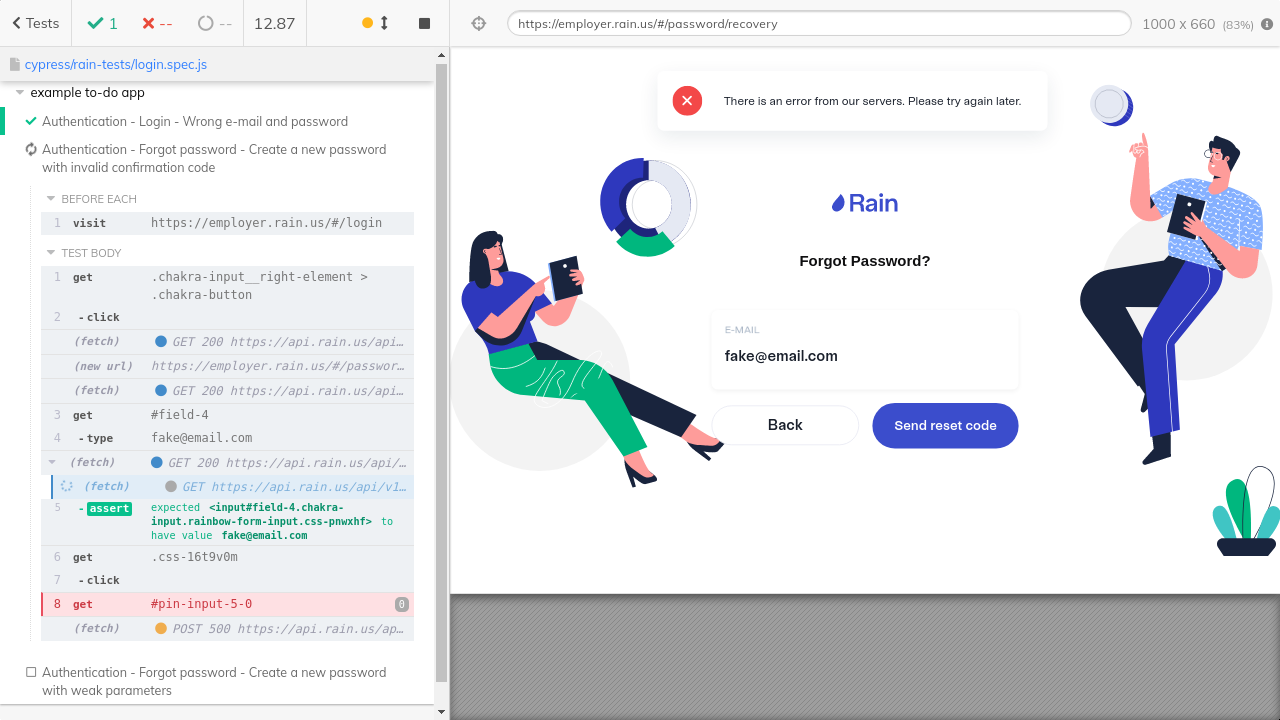 Tests
1
--
--
12.87
https://employer.rain.us/#/password/recovery
1000 x 660 (83%)
cypress/rain-tests/login.spec.js
example to-do app
Authentication - Login - Wrong e-mail and password
Authentication - Forgot password - Create a new password
with invalid confirmation code
BEFORE EACH
1 visit https://employer.rain.us/#/login
TEST BODY
1 get .chakra-input__right-element >
.chakra-button
2 -click
(fetch) GET 200 https://api.rain.us/api…
(new url) https://employer.rain.us/#/passwor…
(fetch) GET 200 https://api.rain.us/api…
3 get #field-4
4 -type fake@email.com
(fetch) GET 200 https://api.rain.us/api/…
(fetch) GET https://api.rain.us/api/v1…
5 -assert expected <input#field-4.chakra-
input.rainbow-form-input.css-pnwxhf> to
have value fake@email.com
6 get .css-16t9v0m
7 -click
8 get #pin-input-5-0 0
(fetch) POST 500 https://api.rain.us/ap…
Authentication - Forgot password - Create a new password
with weak parameters
There is an error from our servers. Please try again later.
Rain
Forgot Password?
E-MAIL
fake@email.com
Back
Send reset code